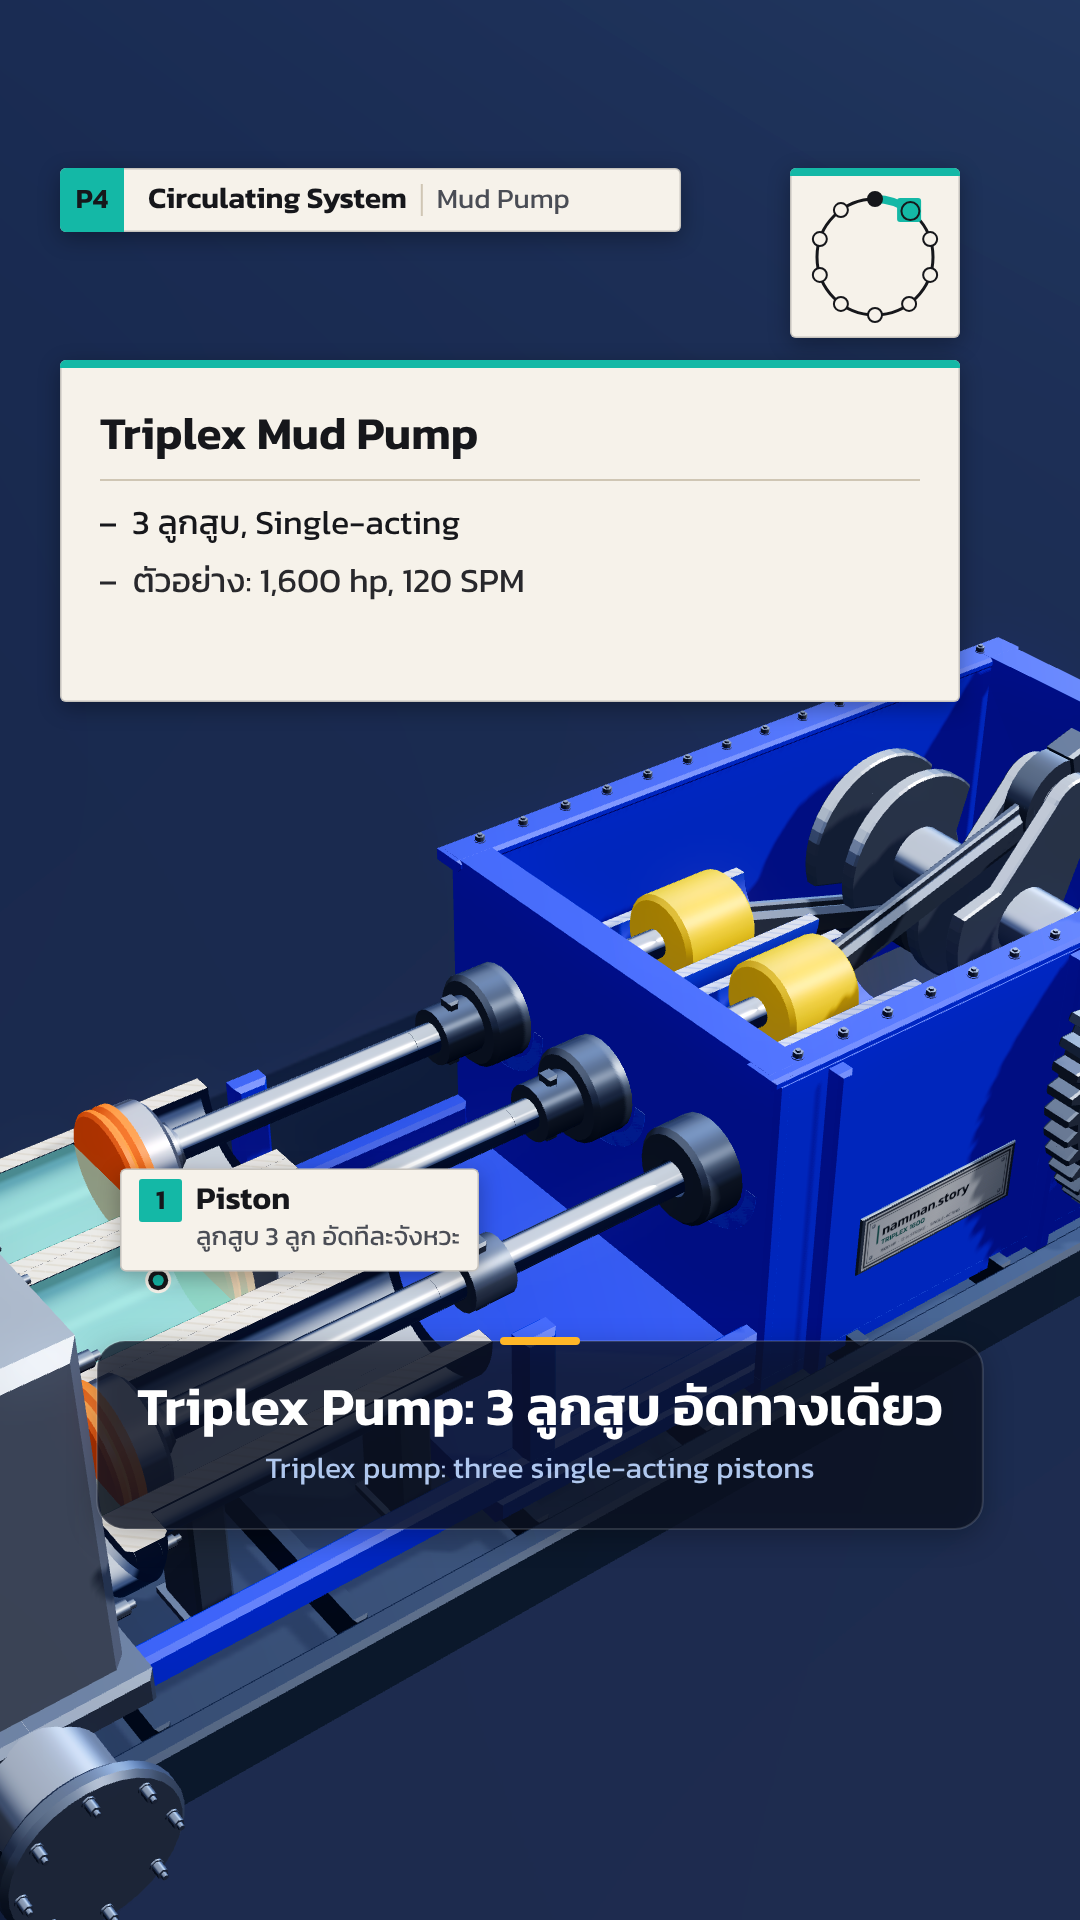 P4 Circulating System Mud Pump
Triplex Mud Pump
– 3 ลูกสูบ, Single-acting
– ตัวอย่าง: 1,600 hp, 120 SPM
namman.story
TRIPLEX 1600
1 Piston
ลูกสูบ 3 ลูก อัดทีละจังหวะ
Triplex Pump: 3 ลูกสูบ อัดทางเดียว
Triplex pump: three single-acting pistons